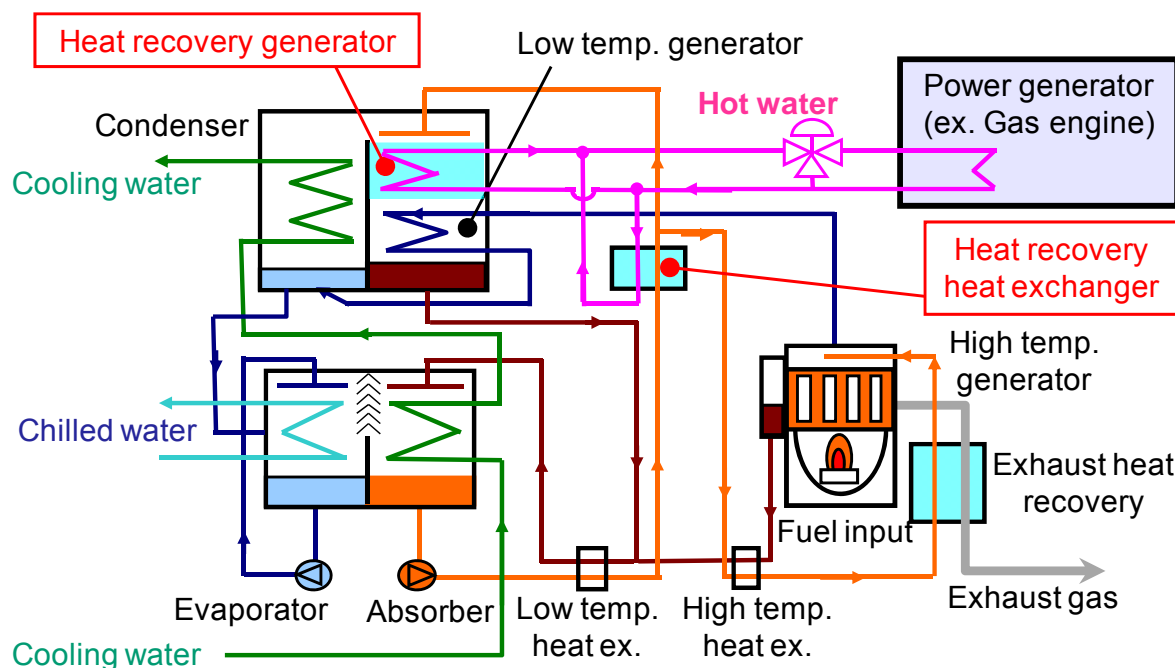 Heat recovery generator
Low temp. generator
Condenser
Hot water
Power generator
(ex. Gas engine)
Cooling water
Heat recovery
heat exchanger
High temp.
generator
Chilled water
Exhaust heat
recovery
Fuel input
Evaporator
Absorber
Low temp.
heat ex.
High temp.
heat ex.
Exhaust gas
Cooling water